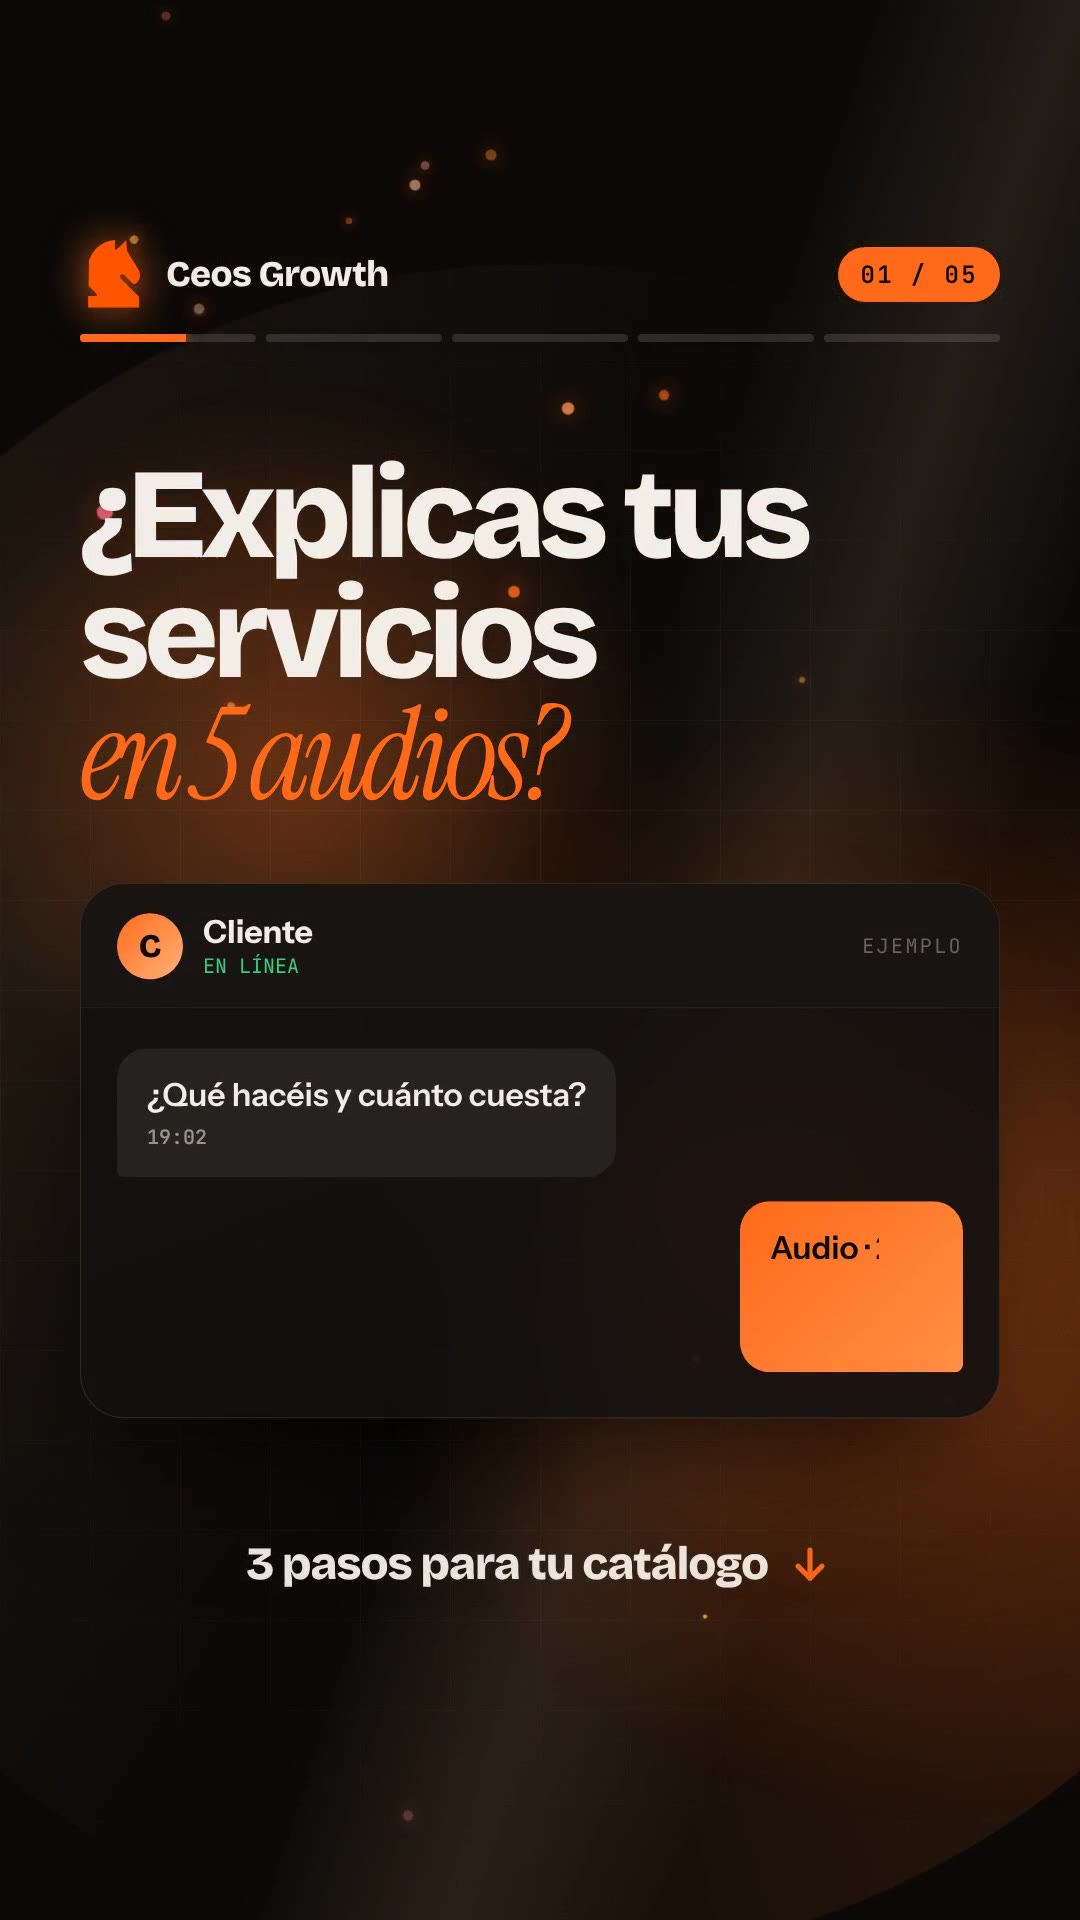 Ceos Growth
01 / 05
¿Explicas tus
servicios
en 5 audios?
C
Cliente
EN LÍNEA
EJEMPLO
¿Qué hacéis y cuánto cuesta?
19:02
Audio ·
3 pasos para tu catálogo ↓